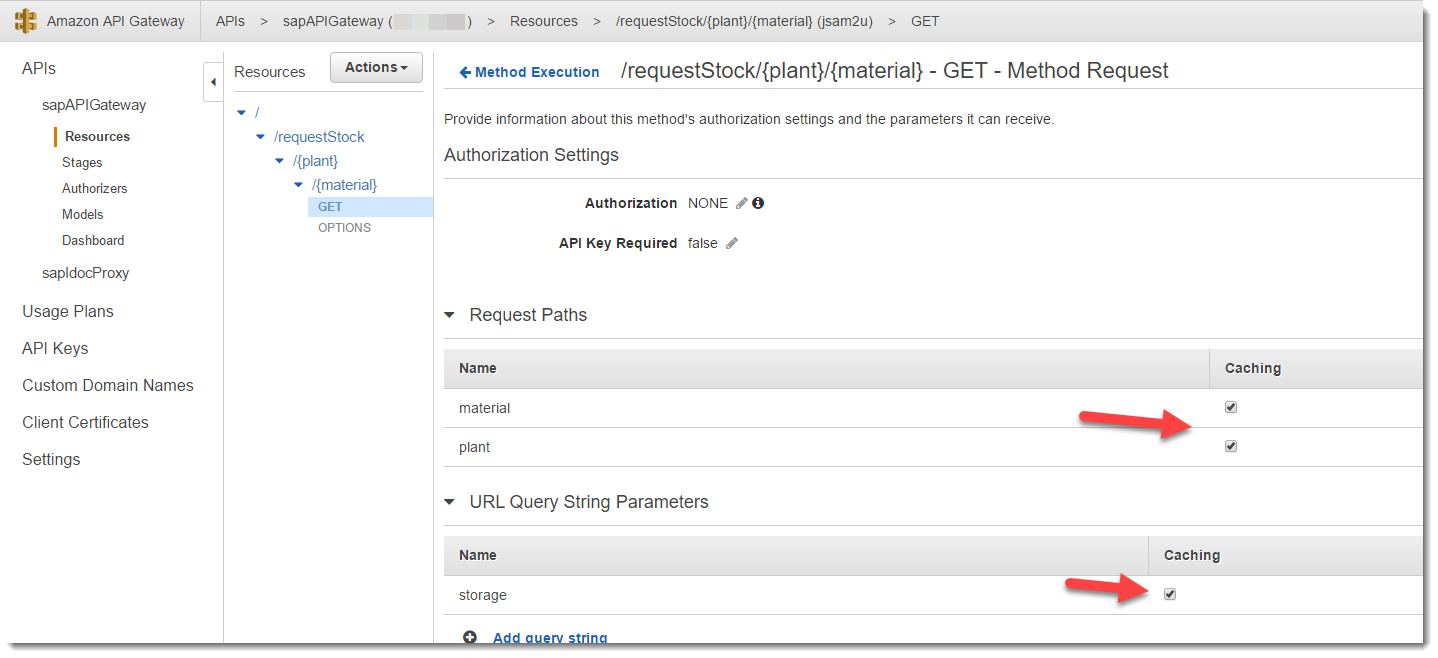 Amazon API Gateway APIs > sapAPIGateway ( ) > Resources > /requestStock/{plant}/{material} (jsam2u) > GET
APIs
sapAPIGateway
Resources
Stages
Authorizers
Models
Dashboard
sapIdocProxy
Usage Plans
API Keys
Custom Domain Names
Client Certificates
Settings
Resources Actions
/
/requestStock
/{plant}
/{material}
GET
OPTIONS
Method Execution /requestStock/{plant}/{material} - GET - Method Request
Provide information about this method's authorization settings and the parameters it can receive.
Authorization Settings
Authorization NONE
API Key Required false
Request Paths
Name Caching
material
plant
URL Query String Parameters
Name Caching
storage
Add query string